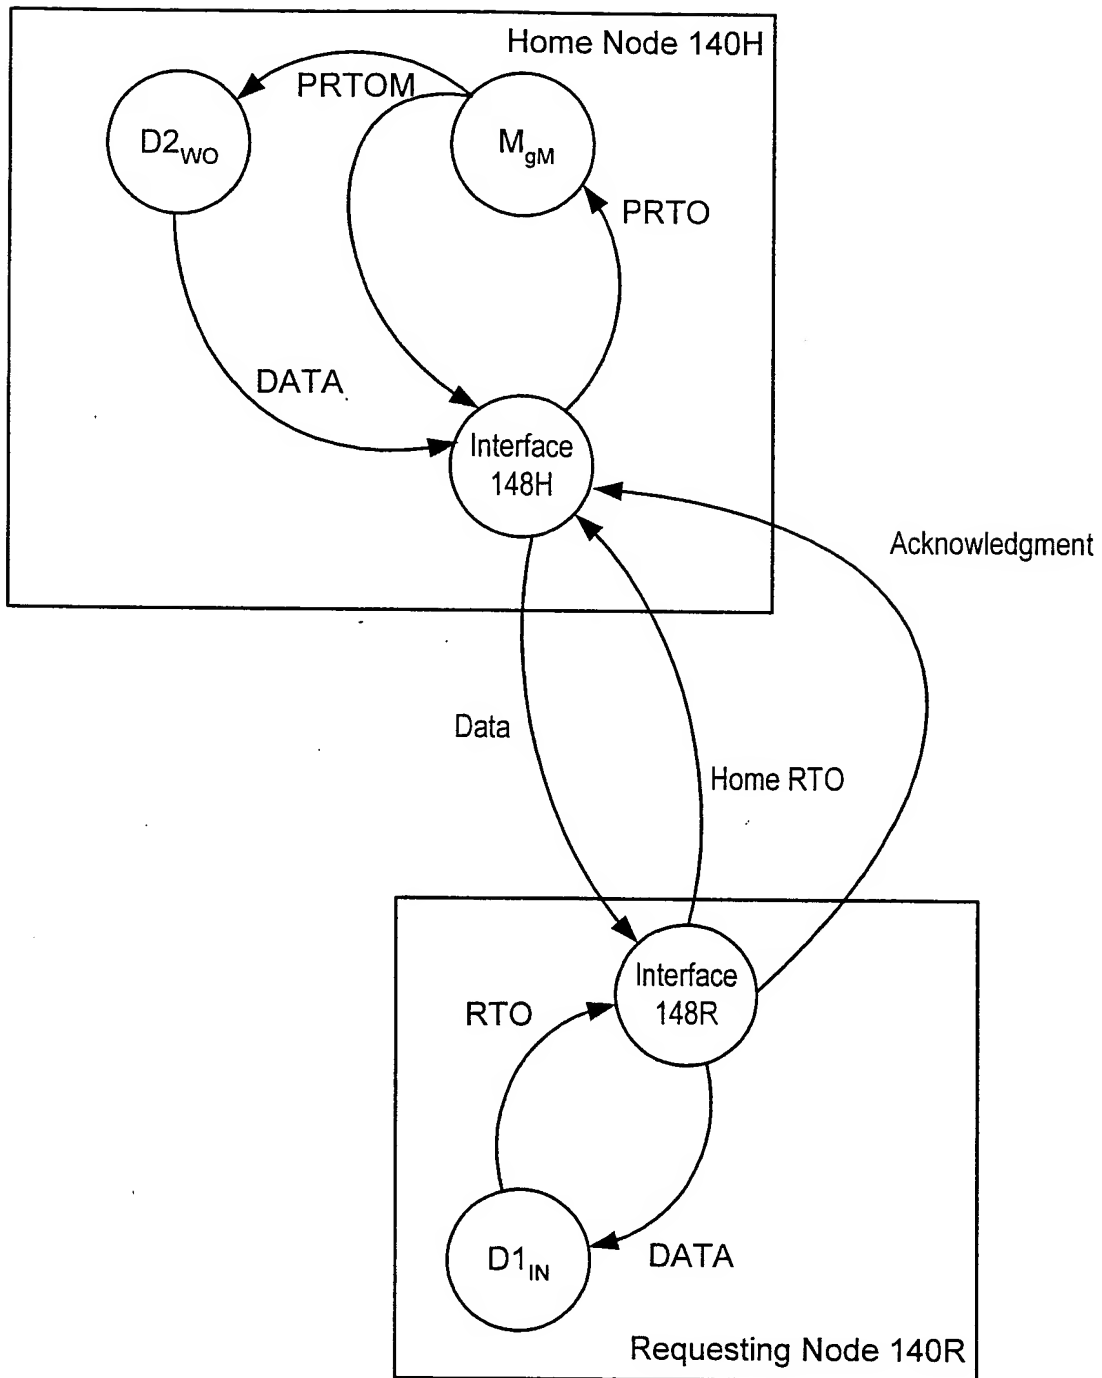 Home Node 140H
PRTOM
D2WO
MgM
PRTO
DATA
Interface
148H
Acknowledgment
Data
Home RTO
Interface
148R
RTO
D1IN
DATA
Requesting Node 140R